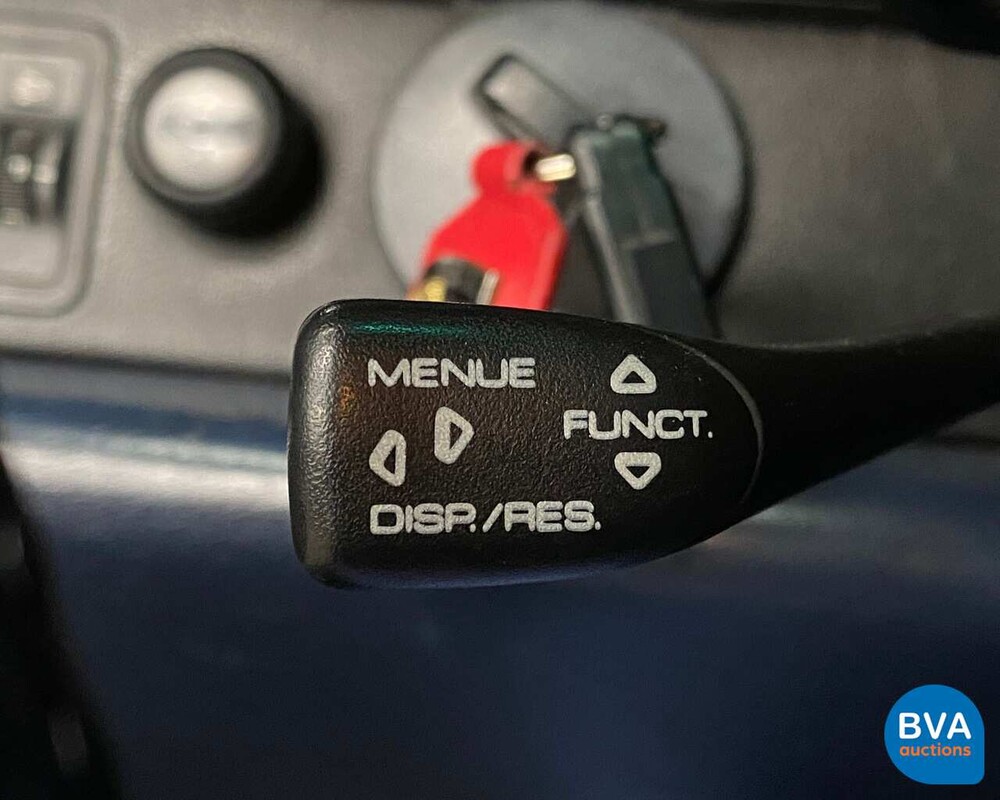 MENUE
FUNCT.
DISP./RES.
BVA
auctions